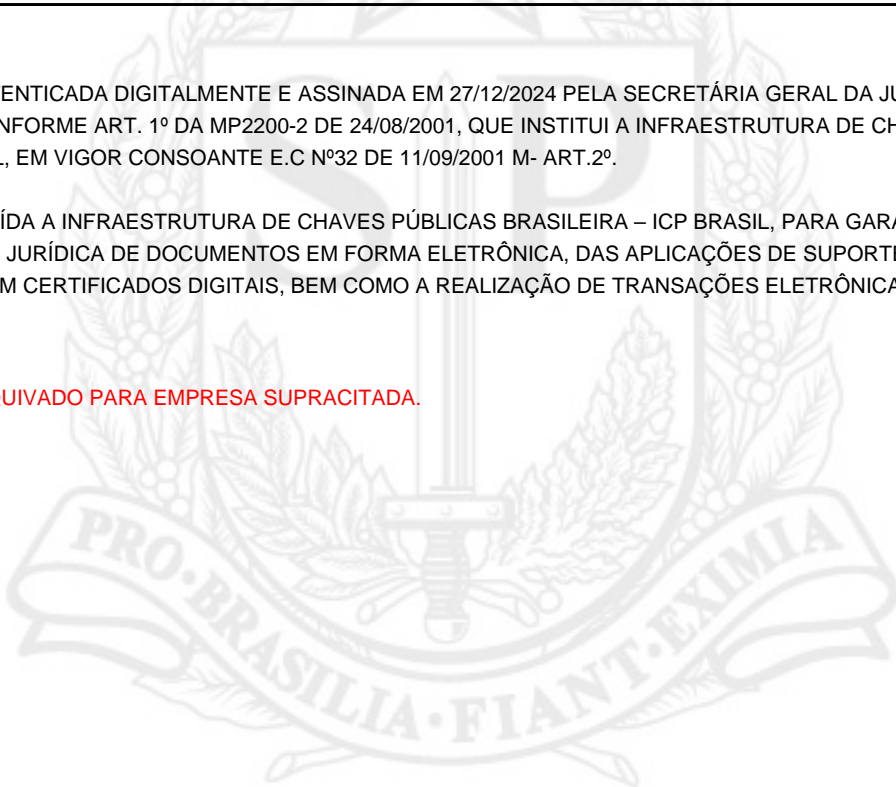 ENTICADA DIGITALMENTE E ASSINADA EM 27/12/2024 PELA SECRETÁRIA GERAL DA JU
NFORME ART. 1º DA MP2200-2 DE 24/08/2001, QUE INSTITUI A INFRAESTRUTURA DE CH
L, EM VIGOR CONSOANTE E.C Nº32 DE 11/09/2001 M- ART.2º.
ÍDA A INFRAESTRUTURA DE CHAVES PÚBLICAS BRASILEIRA – ICP BRASIL, PARA GARA
JURÍDICA DE DOCUMENTOS EM FORMA ELETRÔNICA, DAS APLICAÇÕES DE SUPORTE
M CERTIFICADOS DIGITAIS, BEM COMO A REALIZAÇÃO DE TRANSAÇÕES ELETRÔNICA
UIVADO PARA EMPRESA SUPRACITADA.
SP
PRO·BRASILIA·FIANT·EXIMIA